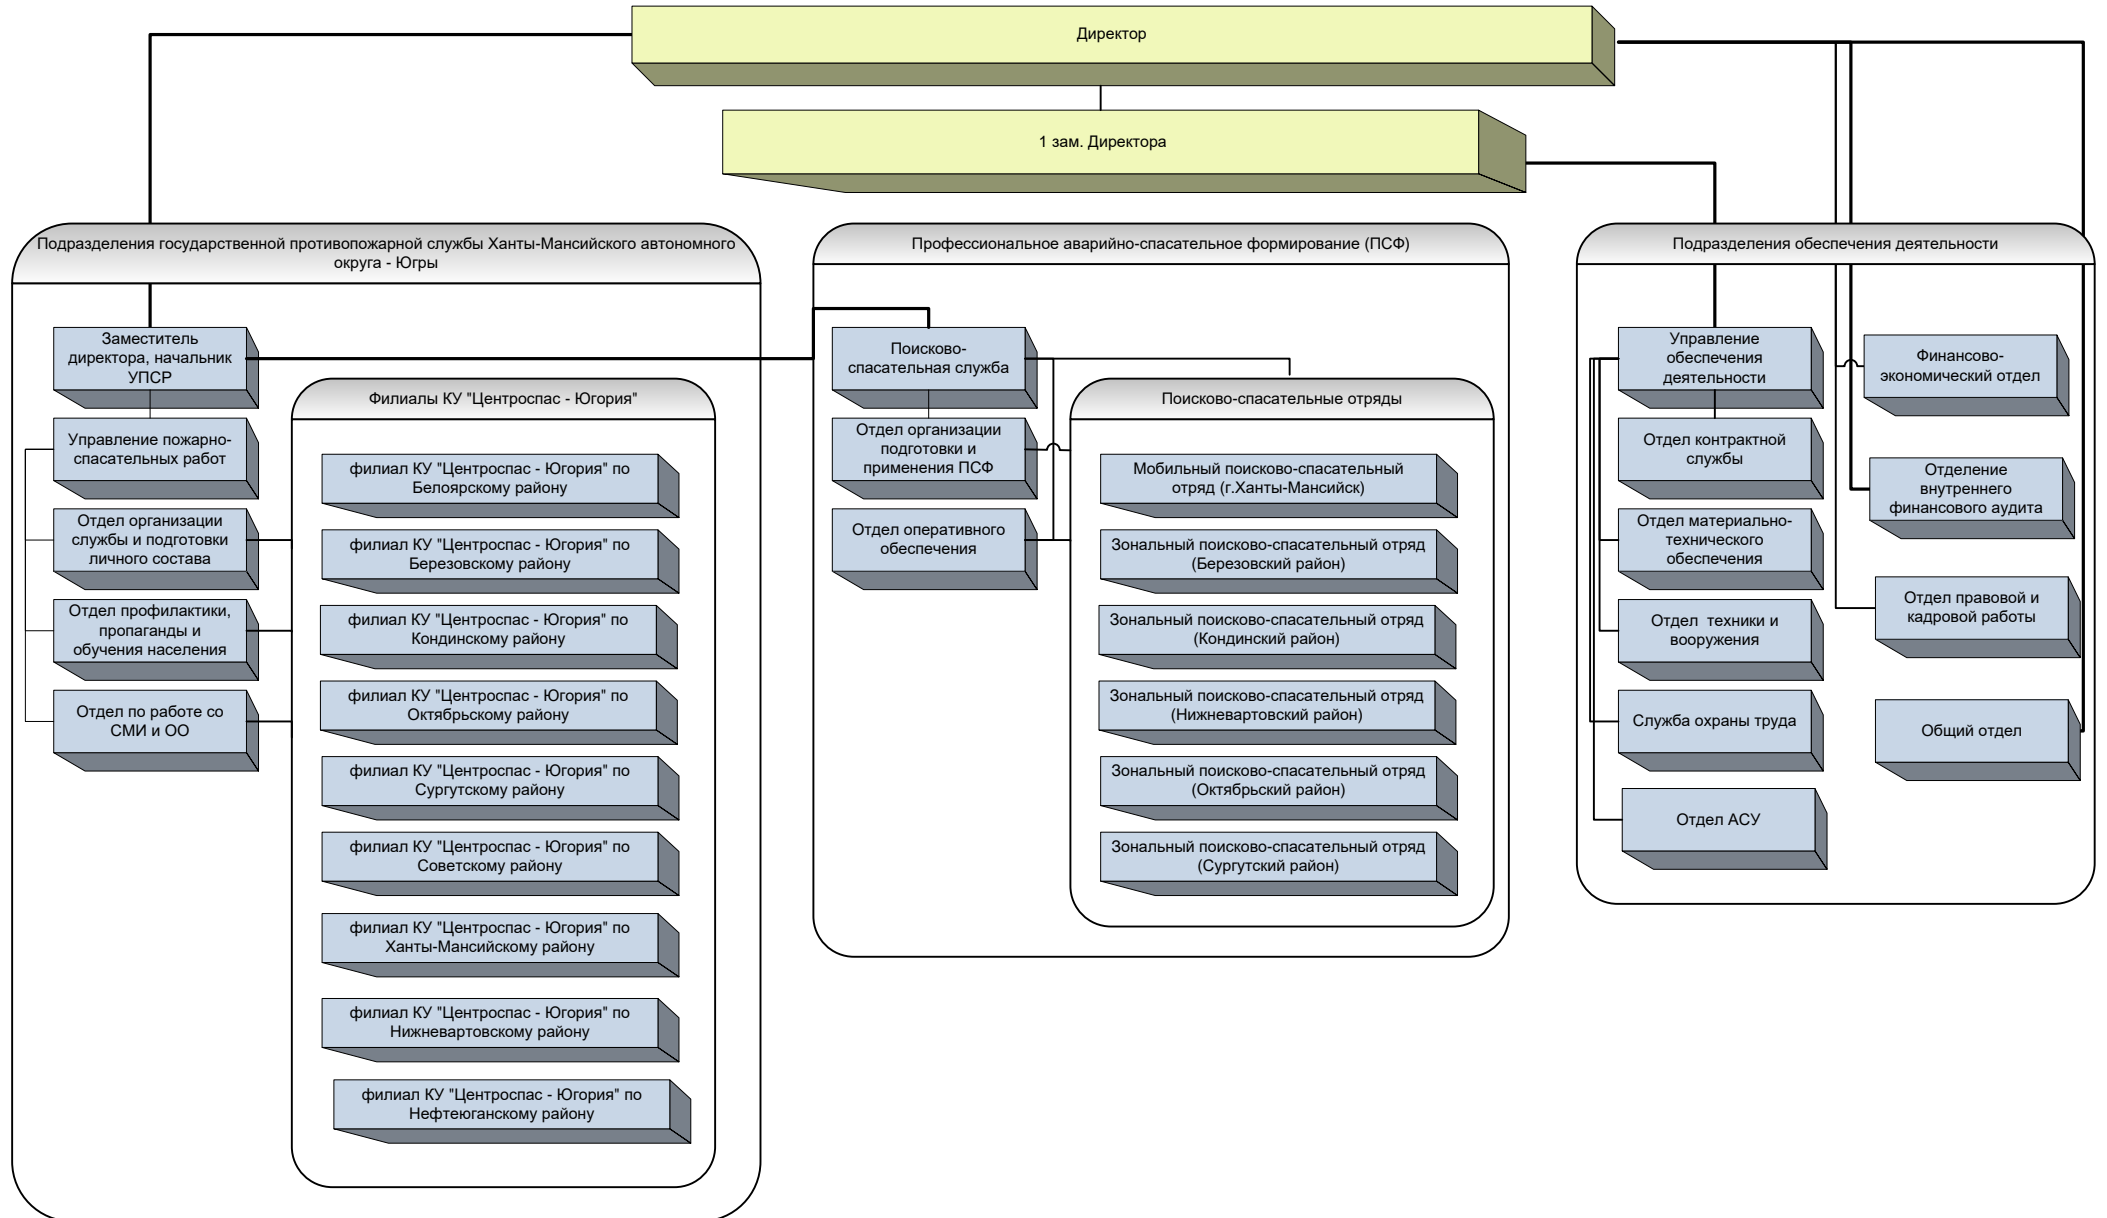 Директор
1 зам. Директора
Подразделения государственной противопожарной службы Ханты-Мансийского автономного
округа - Югры
Заместитель
директора, начальник
УПСР
Управление пожарно-
спасательных работ
Отдел организации
службы и подготовки
личного состава
Отдел профилактики,
пропаганды и
обучения населения
Отдел по работе со
СМИ и ОО
Филиалы КУ "Центроспас - Югория"
филиал КУ "Центроспас - Югория" по
Белоярскому району
филиал КУ "Центроспас - Югория" по
Березовскому району
филиал КУ "Центроспас - Югория" по
Кондинскому району
филиал КУ "Центроспас - Югория" по
Октябрьскому району
филиал КУ "Центроспас - Югория" по
Сургутскому району
филиал КУ "Центроспас - Югория" по
Советскому району
филиал КУ "Центроспас - Югория" по
Ханты-Мансийскому району
филиал КУ "Центроспас - Югория" по
Нижневартовскому району
филиал КУ "Центроспас - Югория" по
Нефтеюганскому району
Профессиональное аварийно-спасательное формирование (ПСФ)
Поисково-
спасательная служба
Отдел организации
подготовки и
применения ПСФ
Отдел оперативного
обеспечения
Поисково-спасательные отряды
Мобильный поисково-спасательный
отряд (г.Ханты-Мансийск)
Зональный поисково-спасательный отряд
(Березовский район)
Зональный поисково-спасательный отряд
(Кондинский район)
Зональный поисково-спасательный отряд
(Нижневартовский район)
Зональный поисково-спасательный отряд
(Октябрьский район)
Зональный поисково-спасательный отряд
(Сургутский район)
Подразделения обеспечения деятельности
Управление
обеспечения
деятельности
Отдел контрактной
службы
Отдел материально-
технического
обеспечения
Отдел  техники и
вооружения
Служба охраны труда
Отдел АСУ
Финансово-
экономический отдел
Отделение
внутреннего
финансового аудита
Отдел правовой и
кадровой работы
Общий отдел